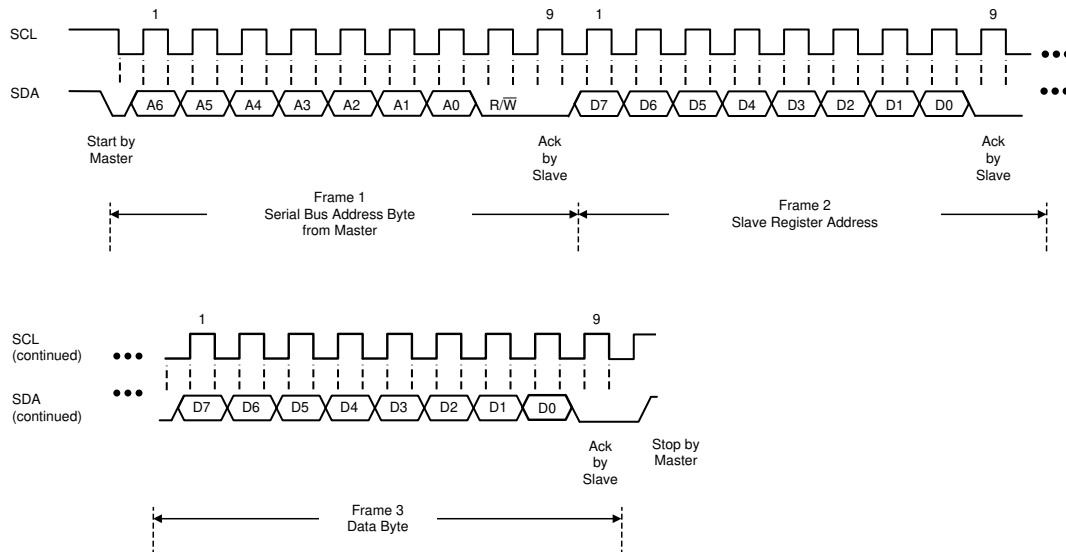 1 9 1 9
SCL
SDA A6 A5 A4 A3 A2 A1 A0 R/W̅ D7 D6 D5 D4 D3 D2 D1 D0
Start by
Master
Ack
by
Slave
Ack
by
Slave
Frame 1
Serial Bus Address Byte
from Master
Frame 2
Slave Register Address
1 9
SCL
(continued)
SDA
(continued)
D7 D6 D5 D4 D3 D2 D1 D0
Ack
by
Slave
Stop by
Master
Frame 3
Data Byte